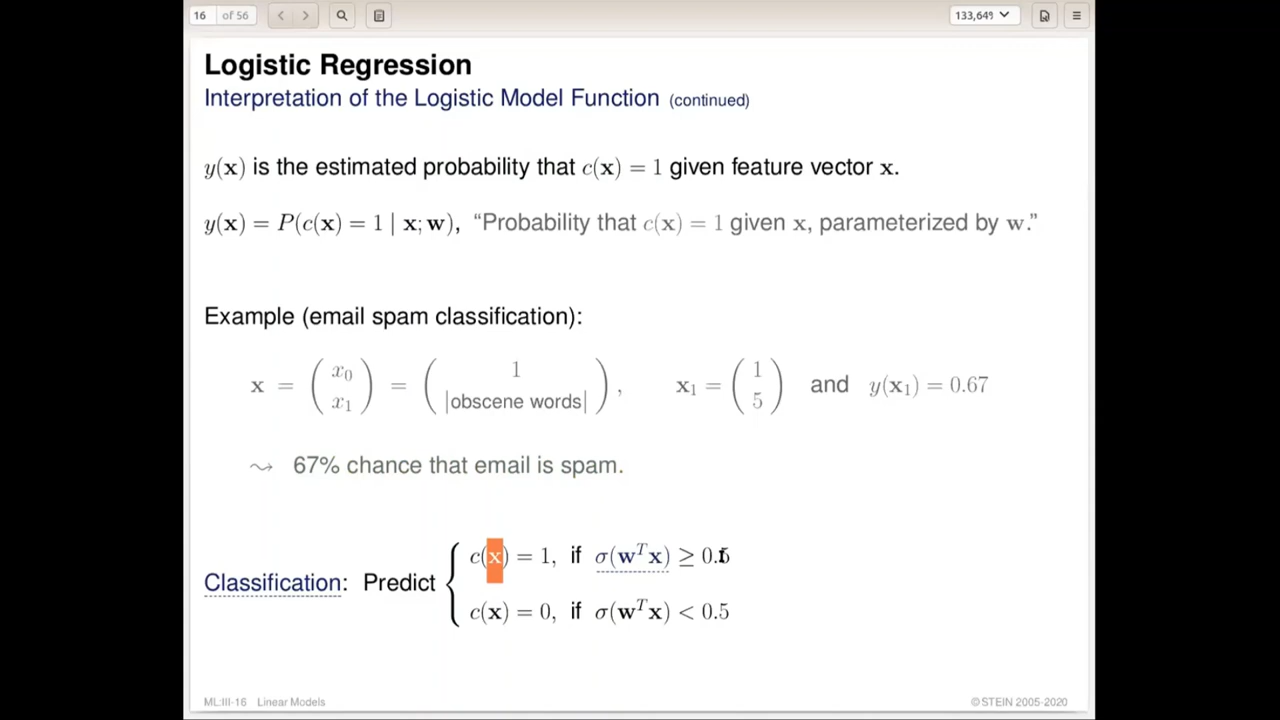 16 of 56 133,64%
Logistic Regression
Interpretation of the Logistic Model Function (continued)
y(x) is the estimated probability that c(x) = 1 given feature vector x.
y(x) = P(c(x) = 1 | x; w), “Probability that c(x) = 1 given x, parameterized by w.”
Example (email spam classification):
x = ( x₀ x₁ ) = ( 1 |obscene words| ), x₁ = ( 1 5 ) and y(x₁) = 0.67
⇝ 67% chance that email is spam.
Classification: Predict { c(x) = 1, if σ(wᵀx) ≥ 0.5
c(x) = 0, if σ(wᵀx) < 0.5
ML:III-16 Linear Models ©STEIN 2005-2020